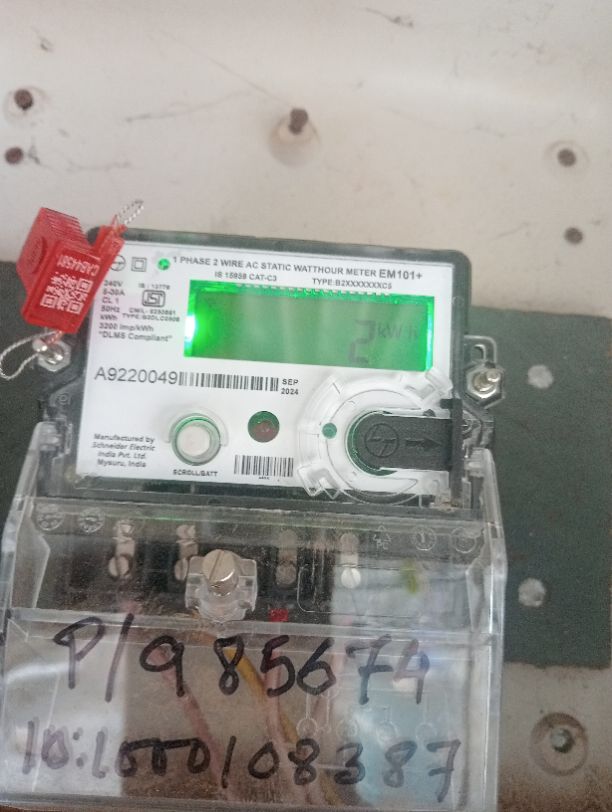 1 PHASE 2 WIRE AC STATIC WATTHOUR METER EM101+
IS 15959 CAT-C3 TYPE:B2XXXXXXXC5
240V
5-30A
CL 1
50Hz
kWh
3200 imp/kWh
"DLMS Compliant"
2 kWh
A9220049
SEP
2024
Manufactured by
Schneider Electric
India Pvt. Ltd.
Mysuru, India
SCROLL/BATT
P/985674